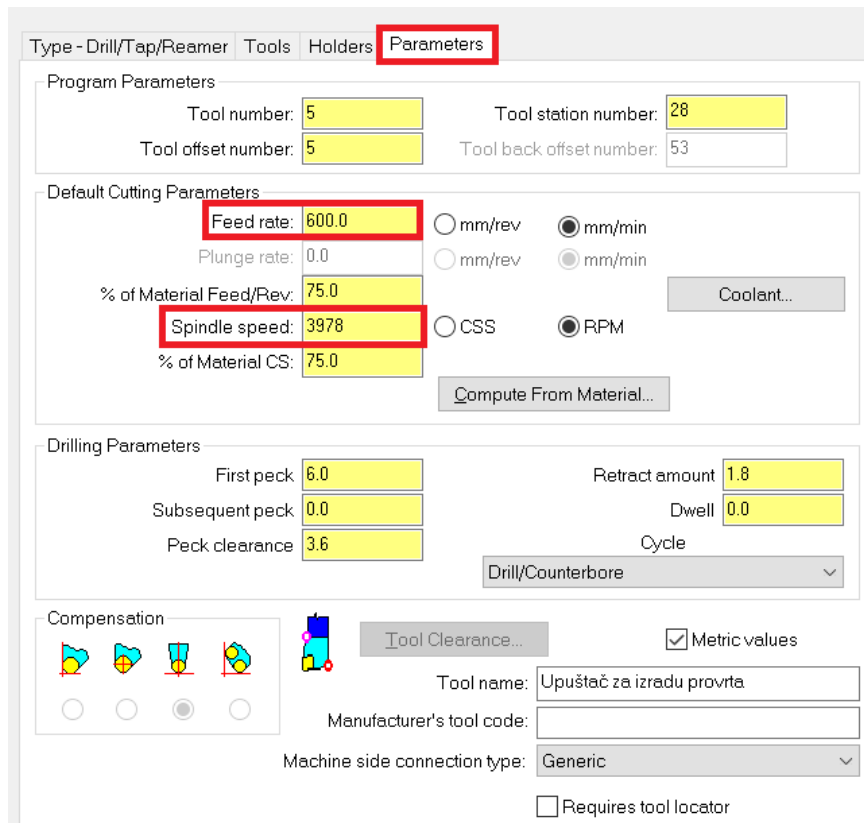 Type - Drill/Tap/Reamer Tools Holders Parameters
Program Parameters
Tool number: 5 Tool station number: 28
Tool offset number: 5 Tool back offset number: 53
Default Cutting Parameters
Feed rate: 600.0 mm/rev mm/min
Plunge rate: 0.0 mm/rev mm/min
% of Material Feed/Rev: 75.0 Coolant...
Spindle speed: 3978 CSS RPM
% of Material CS: 75.0
Compute From Material...
Drilling Parameters
First peck 6.0 Retract amount 1.8
Subsequent peck 0.0 Dwell 0.0
Peck clearance 3.6 Cycle
Drill/Counterbore
Compensation
Tool Clearance... Metric values
Tool name: Upuštač za izradu provrta
Manufacturer's tool code:
Machine side connection type: Generic
Requires tool locator